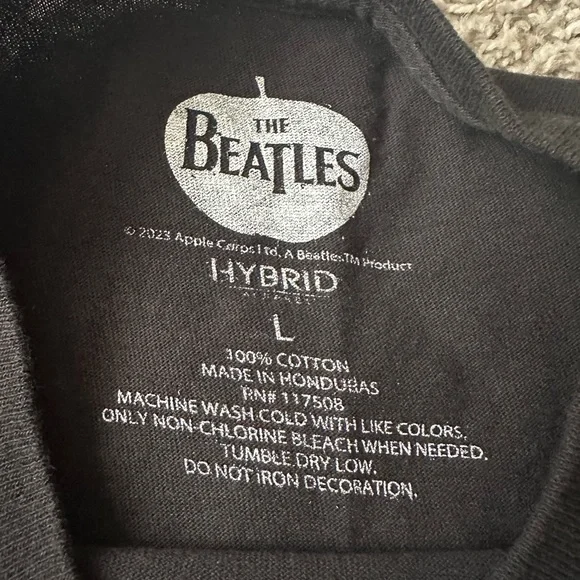 THE
BEATLES
© 2023 Apple Corps Ltd. A Beatles™ Product
HYBRID
APPAREL
L
100% COTTON
MADE IN HONDURAS
RN# 117508
MACHINE WASH COLD WITH LIKE COLORS.
ONLY NON-CHLORINE BLEACH WHEN NEEDED.
TUMBLE DRY LOW.
DO NOT IRON DECORATION.